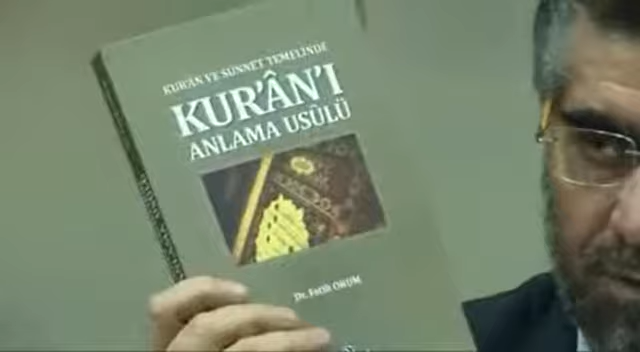 KUR'ÂN VE SÜNNET TEMELİNDE
KUR'ÂN'I
ANLAMA USÛLÜ
Dr. Fatih ORUM